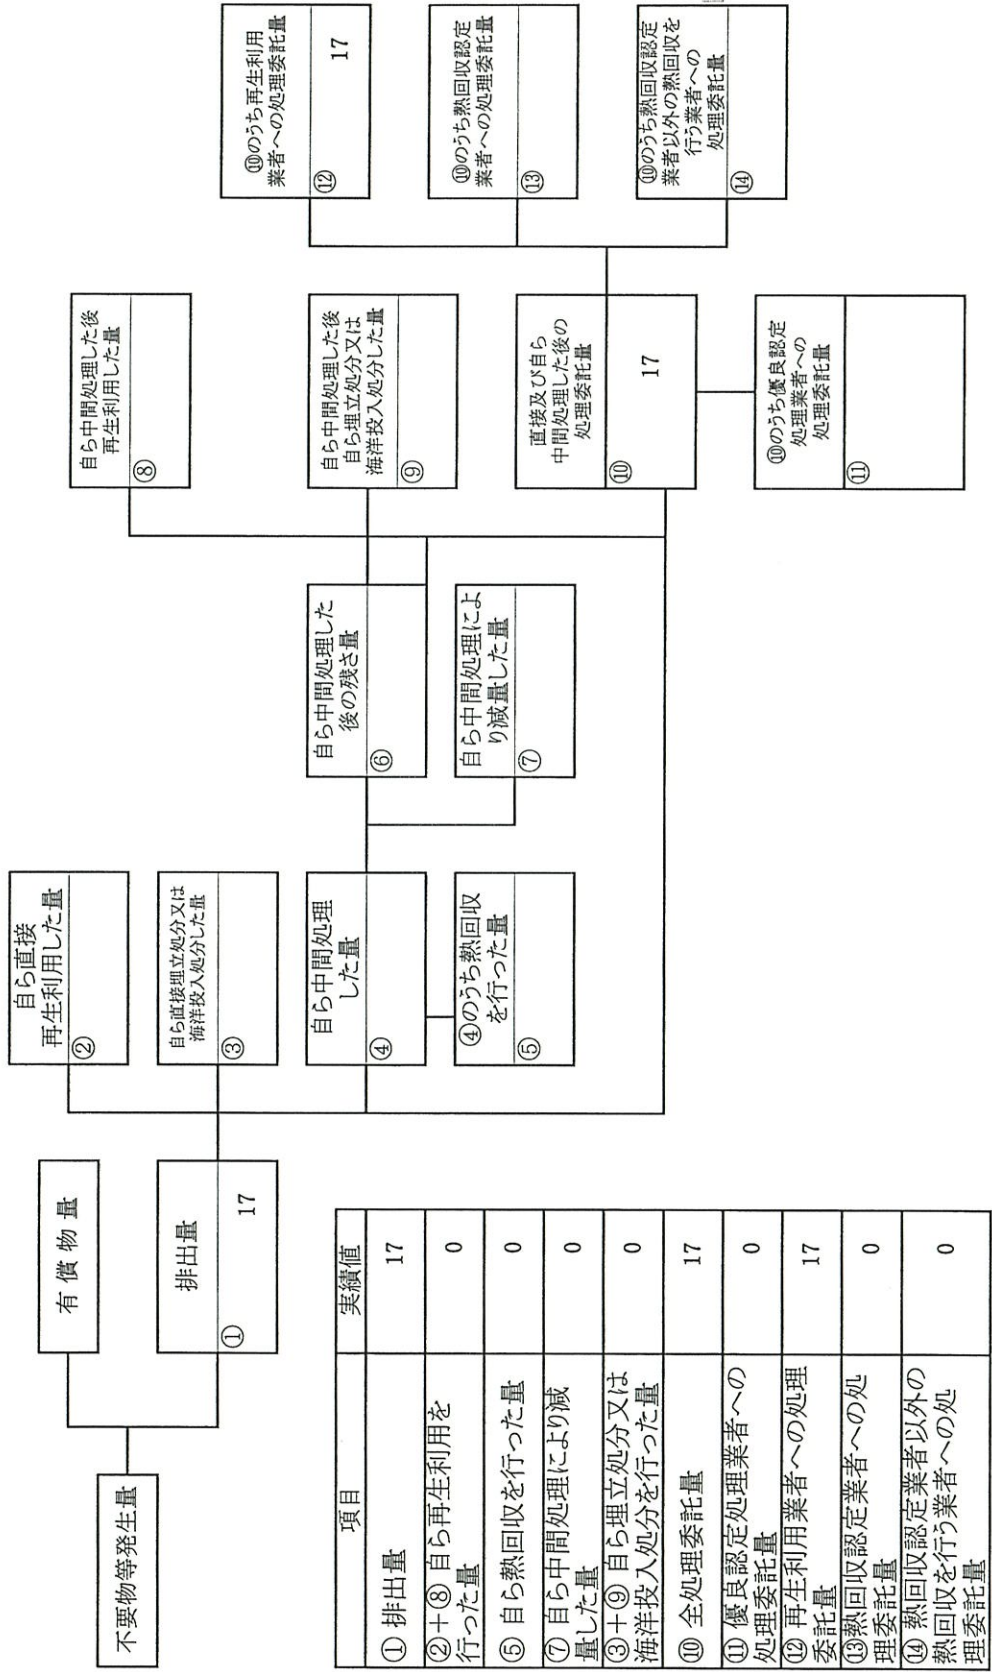 不要物等発生量
有償物量
排出量
①
17
自ら直接
再生利用した量
②
自ら直接埋立処分又は
海洋投入処分した量
③
自ら中間処理
した量
④
④のうち熱回収
を行った量
⑤
自ら中間処理した
後の残さ量
⑥
自ら中間処理によ
り減量した量
⑦
自ら中間処理した後
再生利用した量
⑧
自ら中間処理した後
自ら埋立処分又は
海洋投入処分した量
⑨
直接及び自ら
中間処理した後の
処理委託量
⑩
17
⑩のうち優良認定
処理業者への
処理委託量
⑪
⑩のうち再生利用
業者への処理委託量
⑫
17
⑩のうち熱回収認定
業者への処理委託量
⑬
⑩のうち熱回収認定
業者以外の熱回収を
行う業者への
処理委託量
⑭
項目 実績値
①排出量 17
②+⑧ 自ら再生利用を
行った量 0
⑤ 自ら熱回収を行った量 0
⑦ 自ら中間処理により減
量した量 0
③+⑨ 自ら埋立処分又は
海洋投入処分を行った量 0
⑩ 全処理委託量 17
⑪ 優良認定処理業者への
処理委託量 0
⑫ 再生利用業者への処理
委託量 17
⑬熱回収認定業者への処
理委託量 0
⑭ 熱回収認定業者以外の
熱回収を行う業者への処
理委託量 0